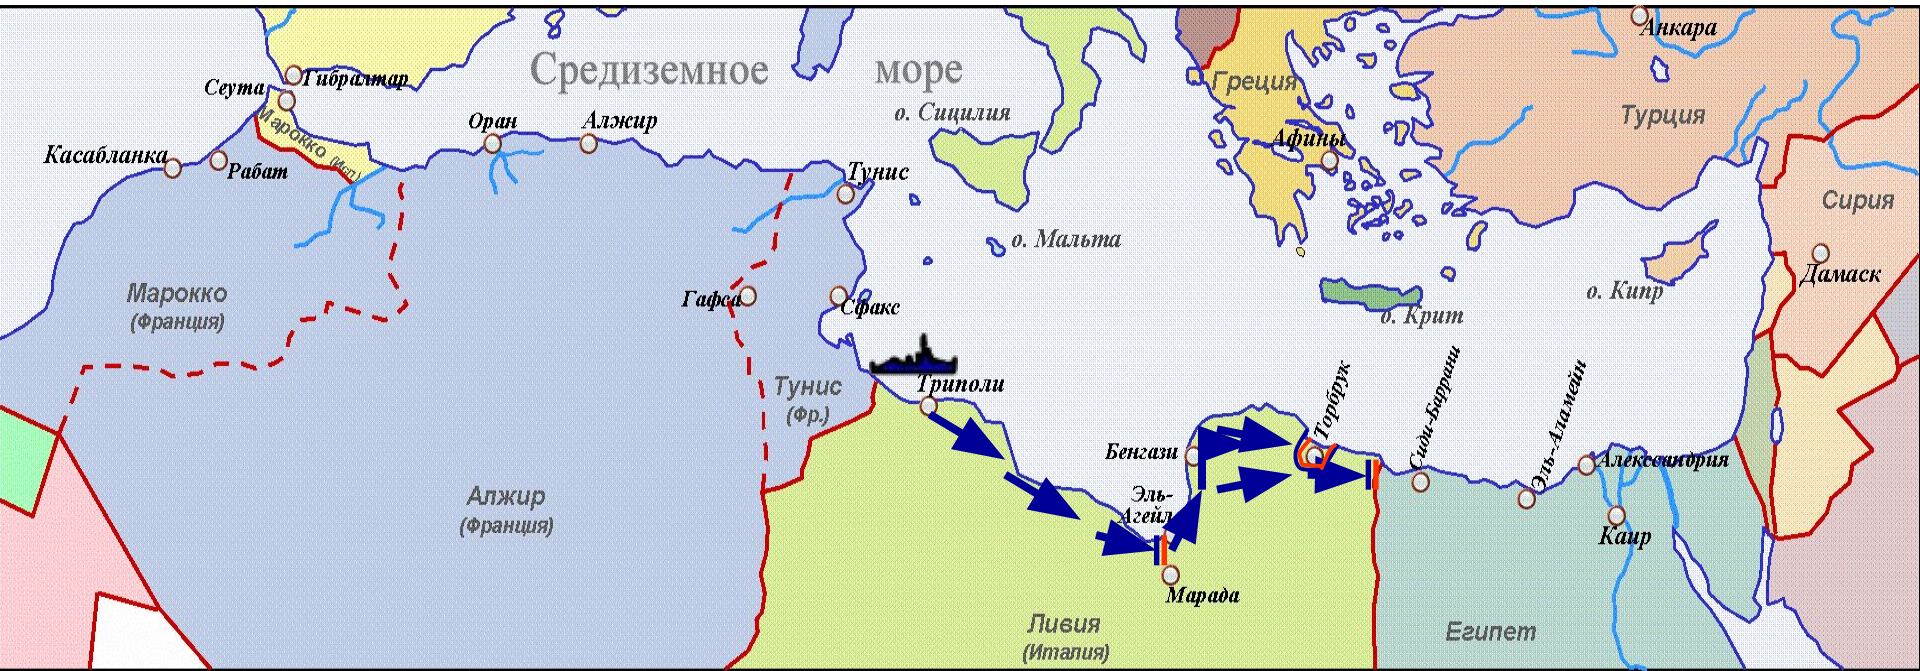 Анкара
Гибралтар
Сеута
Средиземное море
Греция
о. Сицилия
Турция
Марокко (Исп.)
Оран
Алжир
Афины
Касабланка
Рабат
Тунис
Сирия
о. Мальта
Дамаск
Марокко
(Франция)
Гафса
Сфакс
о. Кипр
о. Крит
Тунис
(Фр.)
Триполи
Торбрук
Сиди-Баррани
Эль-Аламейн
Бенгази
Александрия
Эль-
Агейл
Алжир
(Франция)
Каир
Марада
Ливия
(Италия)
Египет